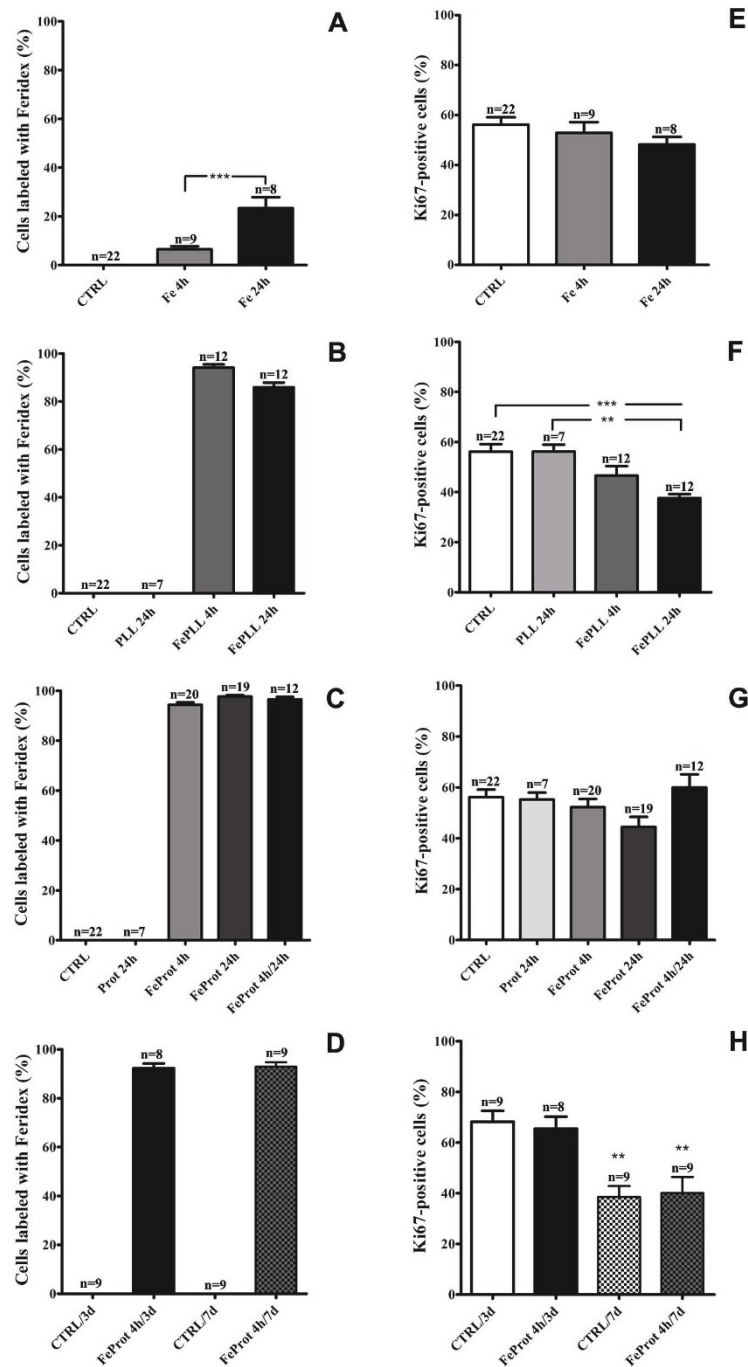 A
Cells labeled with Feridex (%)
100
80
60
40
20
0
n=22
n=9
***
n=8
CTRL
Fe 4h
Fe 24h
E
Ki67-positive cells (%)
100
80
60
40
20
0
n=22
n=9
n=8
CTRL
Fe 4h
Fe 24h
B
Cells labeled with Feridex (%)
100
80
60
40
20
0
n=22
n=7
n=12
n=12
CTRL
PLL 24h
FePLL 4h
FePLL 24h
F
Ki67-positive cells (%)
100
80
60
40
20
0
***
**
n=22
n=7
n=12
n=12
CTRL
PLL 24h
FePLL 4h
FePLL 24h
C
Cells labeled with Feridex (%)
100
80
60
40
20
0
n=22
n=7
n=20
n=19
n=12
CTRL
Prot 24h
FeProt 4h
FeProt 24h
FeProt 4h/24h
G
Ki67-positive cells (%)
100
80
60
40
20
0
n=22
n=7
n=20
n=19
n=12
CTRL
Prot 24h
FeProt 4h
FeProt 24h
FeProt 4h/24h
D
Cells labeled with Feridex (%)
100
80
60
40
20
0
n=9
n=8
n=9
n=9
CTRL/3d
FeProt 4h/3d
CTRL/7d
FeProt 4h/7d
H
Ki67-positive cells (%)
100
80
60
40
20
0
n=9
n=8
**
n=9
**
n=9
CTRL/3d
FeProt 4h/3d
CTRL/7d
FeProt 4h/7d